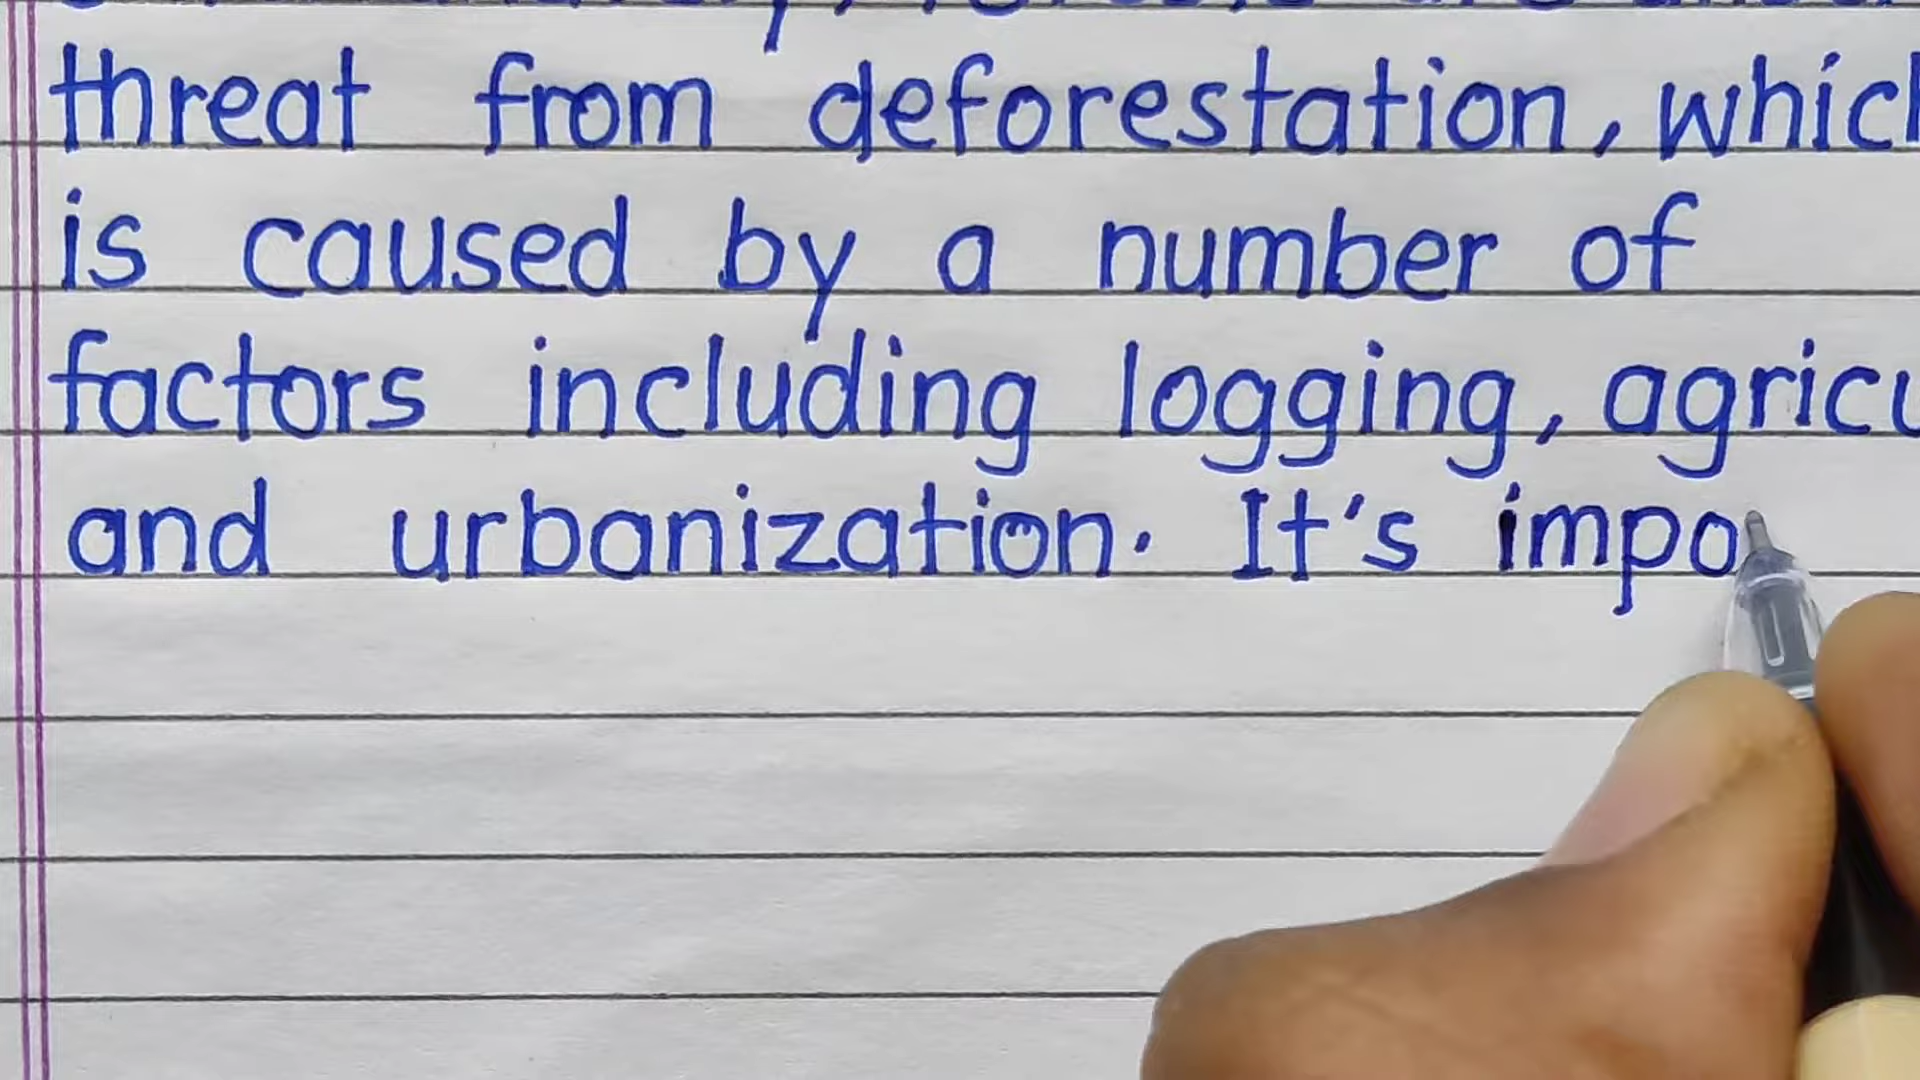 threat from deforestation, which
is caused by a number of
factors including logging, agricu
and urbanization. It's impo